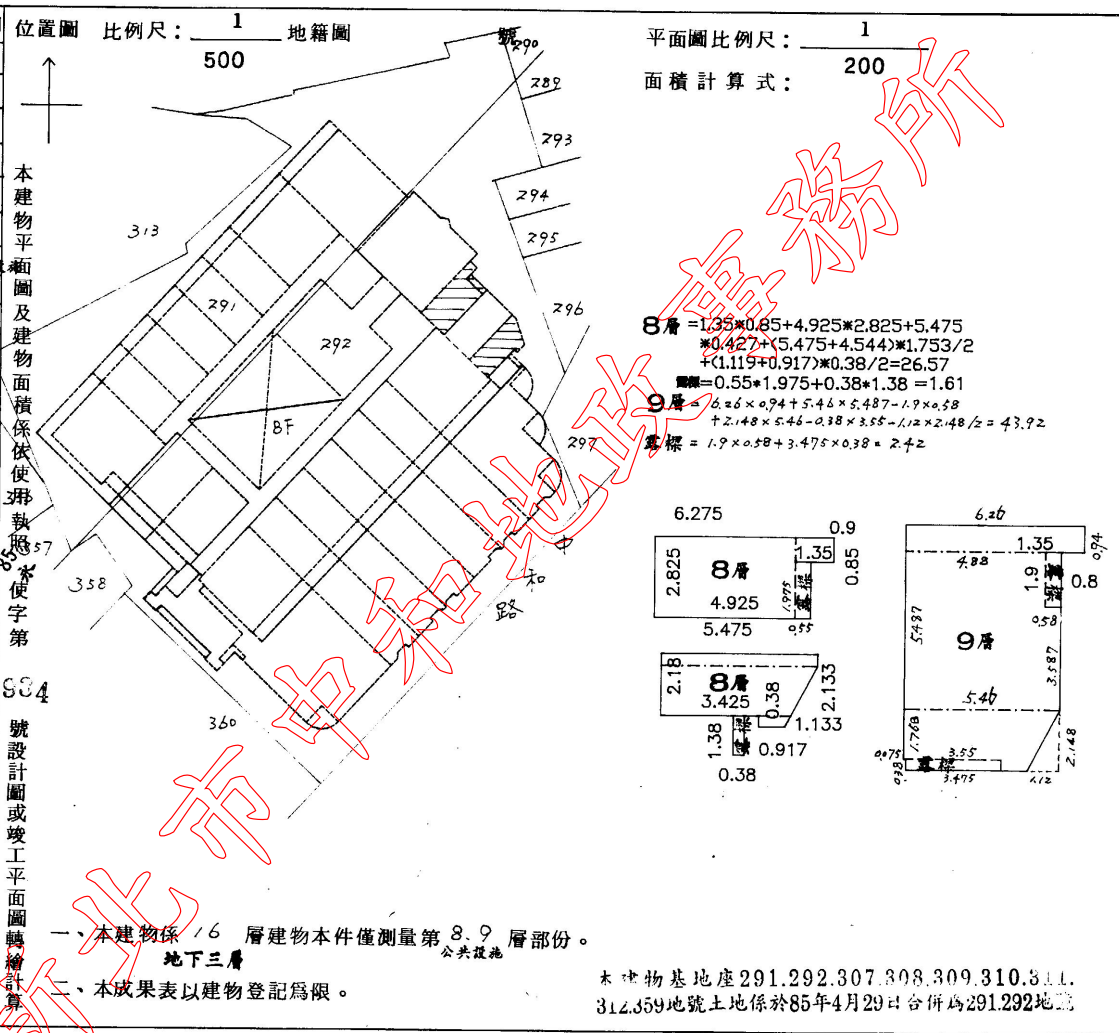 位置圖 比例尺：1/500 地籍圖
號
平面圖比例尺：1/200
面積計算式：
290
289
293
294
295
296
297
313
291
292
8F
357
358
360
中
和
路
本建物平面圖及建物面積係依使用執照
85
使字第
984
號設計圖或竣工平面圖轉繪計算
8層=1.35*0.85+4.925*2.825+5.475
*0.427+(5.475+4.544)*1.753/2
+(1.119+0.917)*0.38/2=26.57
=0.55*1.975+0.38*1.38 =1.61
9層= 6.26×0.94+5.46×5.487-1.9×0.58
+2.148×5.46-0.38×3.55-1.12×2.148/2=43.92
露樑=1.9×0.58+3.475×0.38=2.42
6.275
0.9
1.35
0.85
2.825
8層
4.925
1.975
露樑
5.475
0.55
2.18
8層
3.425
0.38
2.133
1.133
1.38
0.917
0.38
6.26
0.94
4.88
1.35
1.9
露樑
0.8
0.58
5.487
9層
3.587
5.46
1.768
2.148
0.075
3.55
露樑
0.385
3.475
1.12
一、本建物係 16 層建物本件僅測量第 8.9 層部份。
地下三層
公共設施
二、本成果表以建物登記爲限。
本建物基地座291.292.307.308.309.310.311.
312.359地號土地係於85年4月29日合併爲291.292地號
新北市中和地政事務所